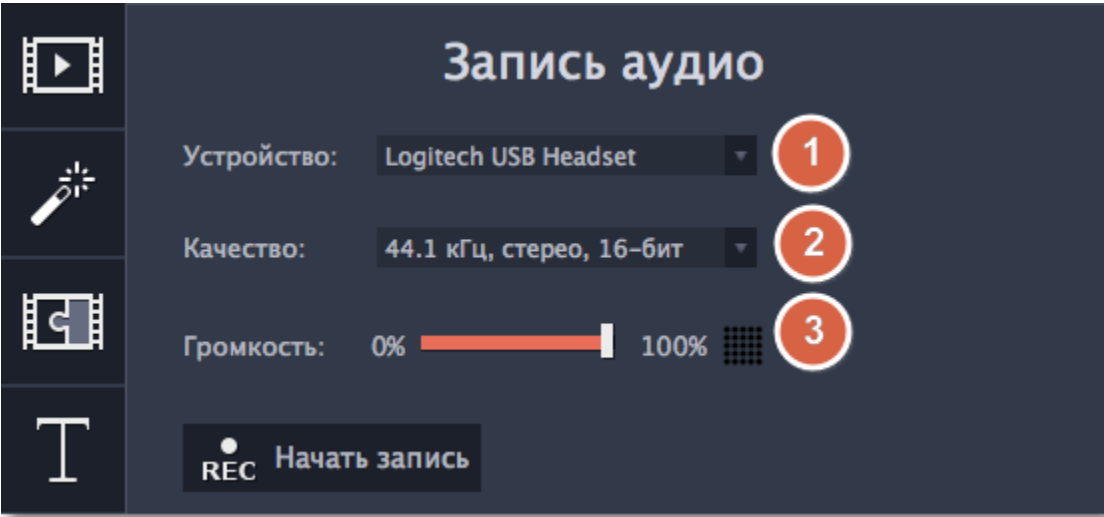 Запись аудио
Устройство: Logitech USB Headset 1
Качество: 44.1 кГц, стерео, 16-бит 2
Громкость: 0% 100% 3
T
REC Начать запись